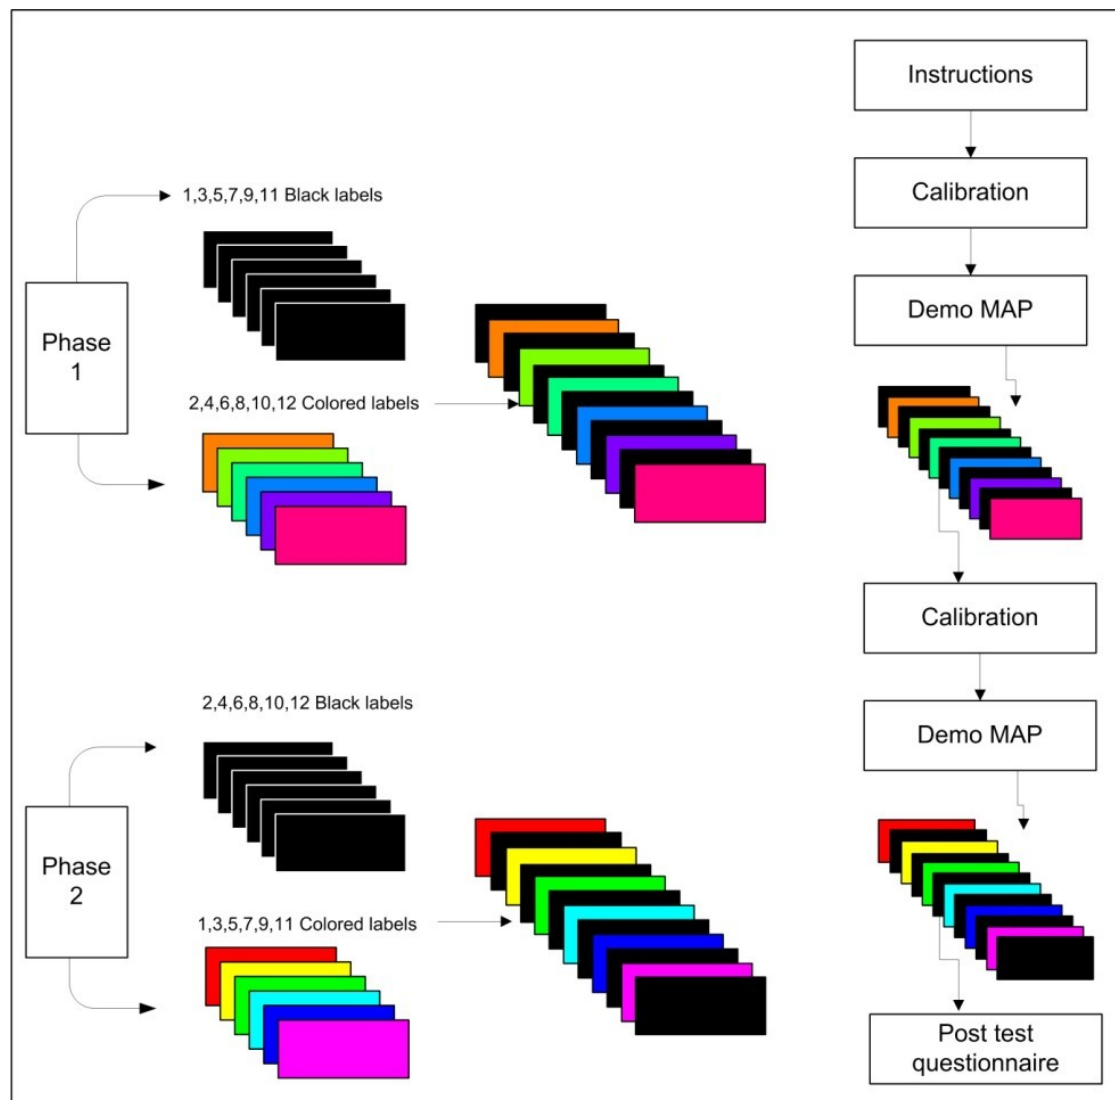 Instructions
Calibration
1,3,5,7,9,11 Black labels
Phase
1
Demo MAP
2,4,6,8,10,12 Colored labels
Calibration
2,4,6,8,10,12 Black labels
Demo MAP
Phase
2
1,3,5,7,9,11 Colored labels
Post test
questionnaire